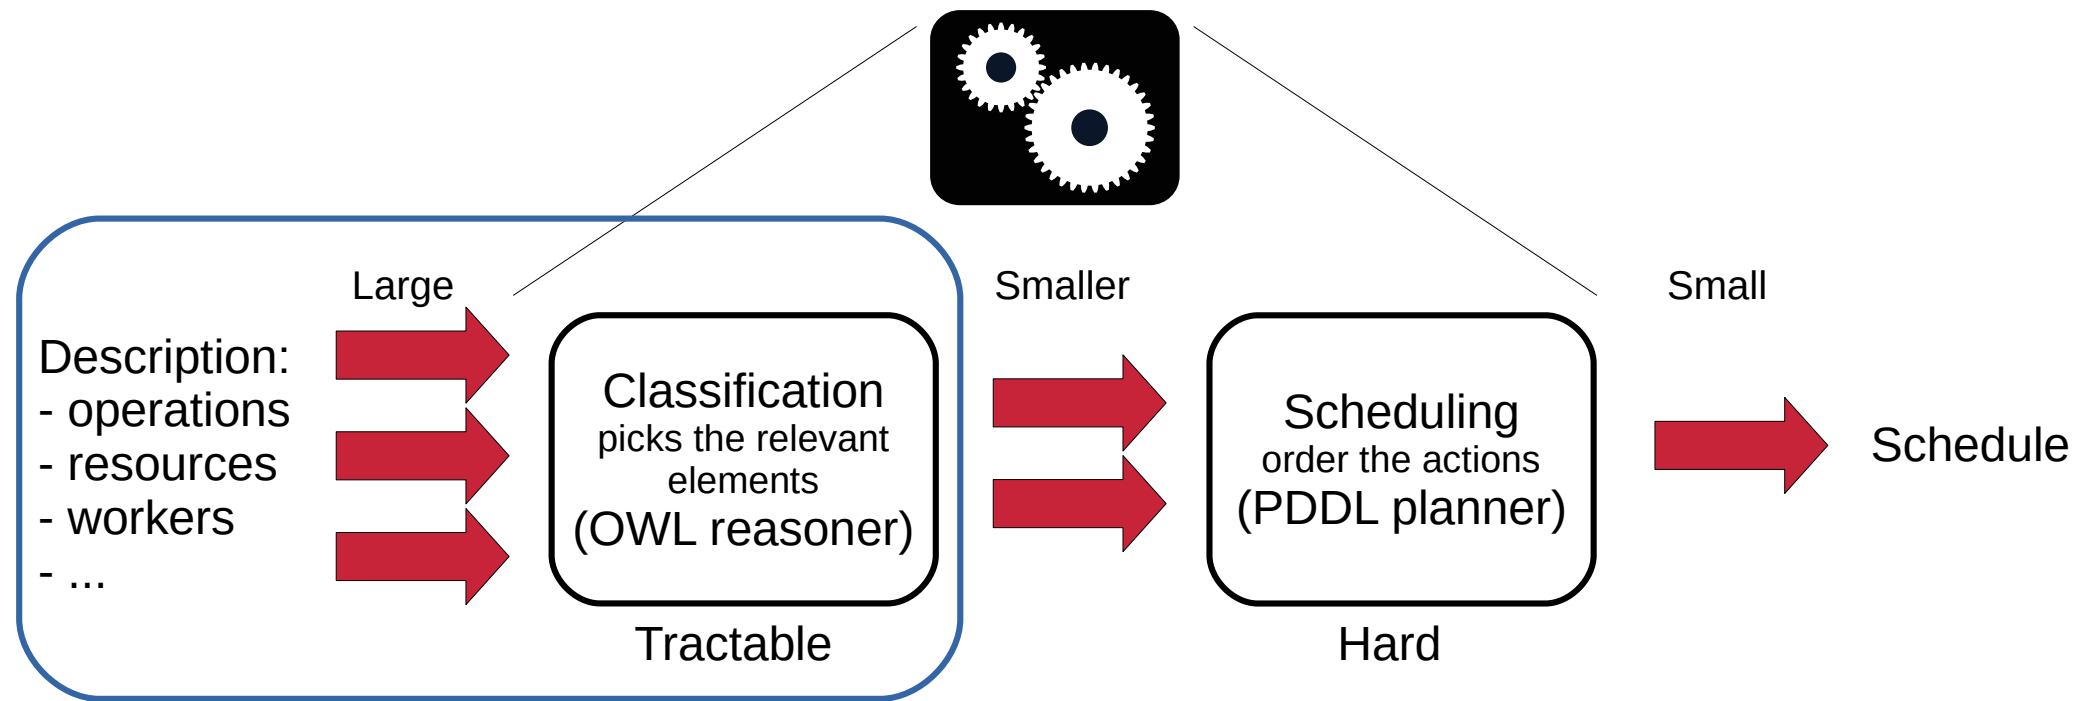 Large
Smaller
Small
Description:
- operations
- resources
- workers
- ...
Classification
picks the relevant
elements
(OWL reasoner)
Tractable
Scheduling
order the actions
(PDDL planner)
Hard
Schedule